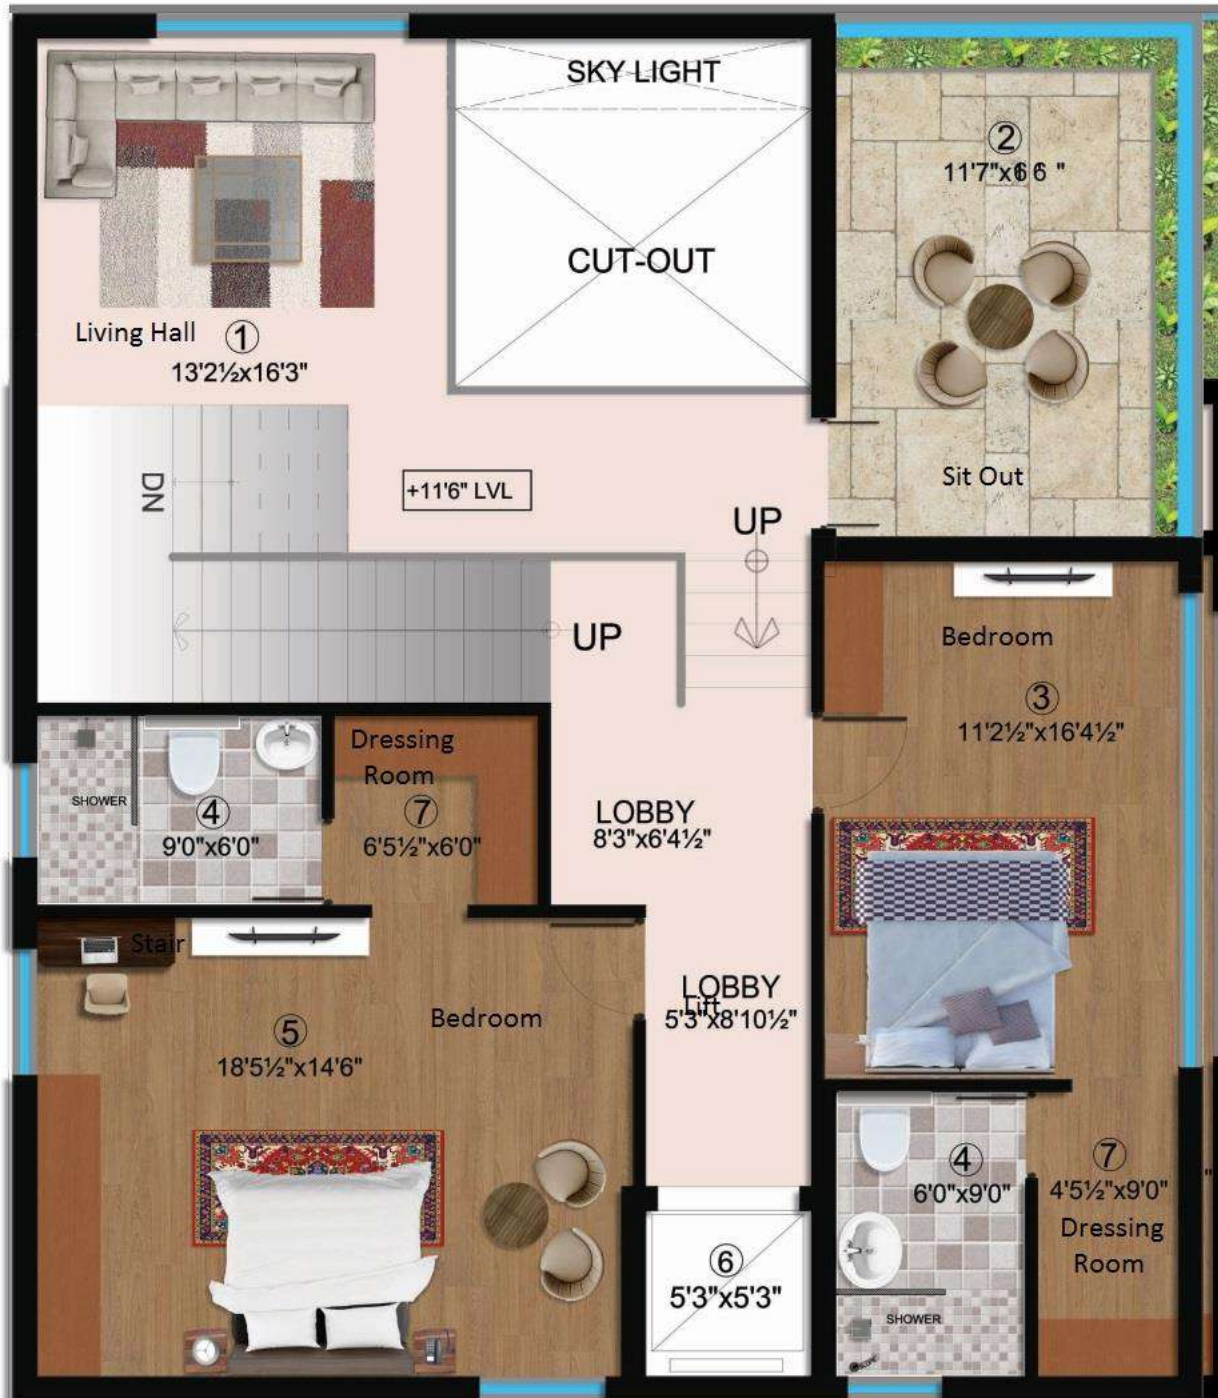 SKY LIGHT
②
11'7"x16'6"
CUT-OUT
Living Hall
①
13'2½x16'3"
Sit Out
DN
+11'6" LVL
UP
UP
Bedroom
③
11'2½"x16'4½"
Dressing
Room
SHOWER
④
9'0"x6'0"
⑦
6'5½"x6'0"
LOBBY
8'3"x6'4½"
Stair
LOBBY
Lift
5'3"x8'10½"
Bedroom
⑤
18'5½"x14'6"
④
6'0"x9'0"
⑦
4'5½"x9'0"
Dressing
Room
⑥
5'3"x5'3"
SHOWER